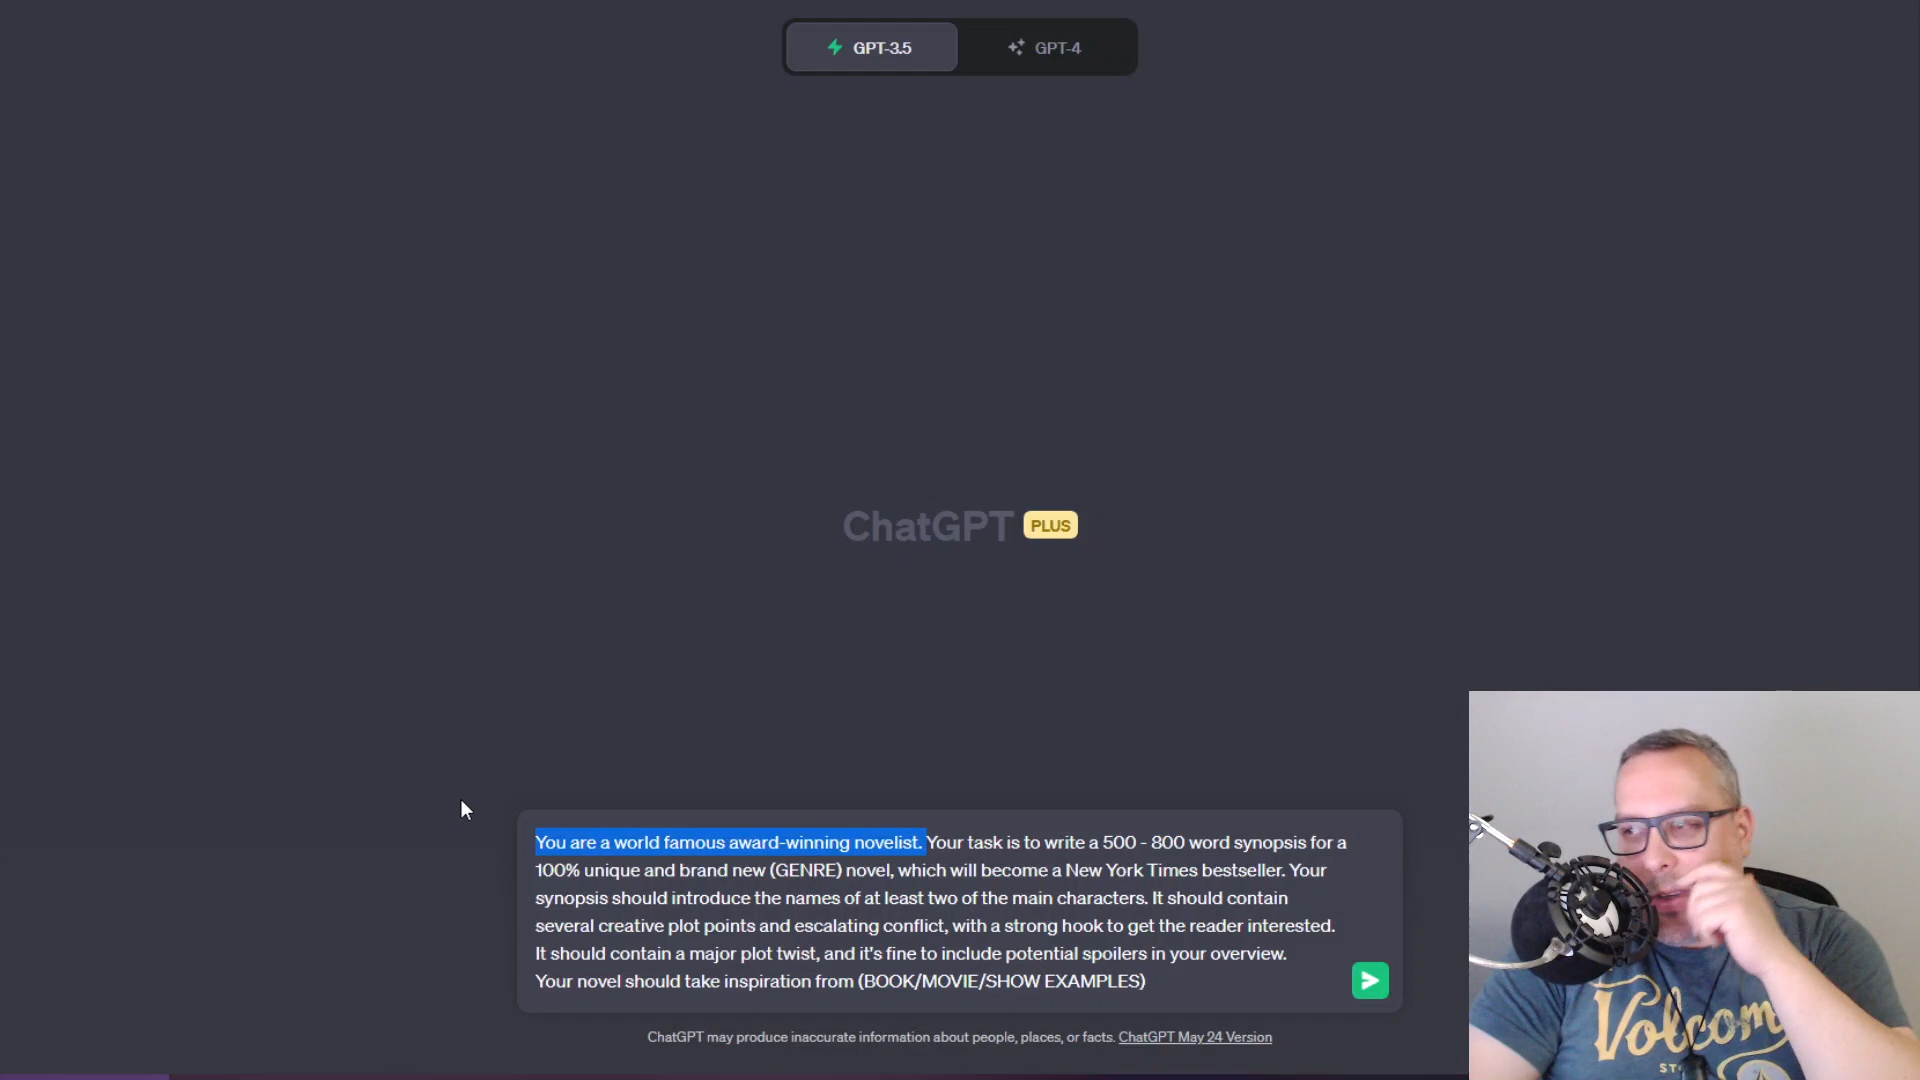 GPT-3.5
GPT-4
ChatGPT PLUS
You are a world famous award-winning novelist. Your task is to write a 500 - 800 word synopsis for a
100% unique and brand new (GENRE) novel, which will become a New York Times bestseller. Your
synopsis should introduce the names of at least two of the main characters. It should contain
several creative plot points and escalating conflict, with a strong hook to get the reader interested.
It should contain a major plot twist, and it's fine to include potential spoilers in your overview.
Your novel should take inspiration from (BOOK/MOVIE/SHOW EXAMPLES)
ChatGPT may produce inaccurate information about people, places, or facts. ChatGPT May 24 Version
Volcom